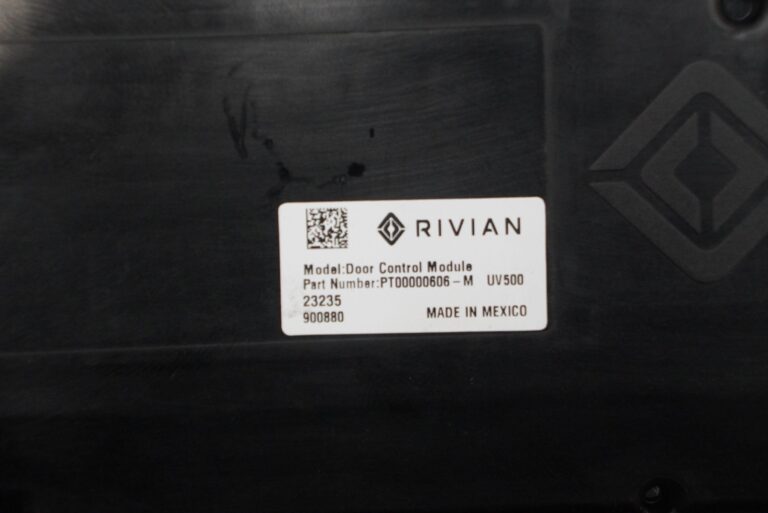 RIVIAN
Model:Door Control Module
Part Number:PT00000606-M UV500
23235
900880 MADE IN MEXICO